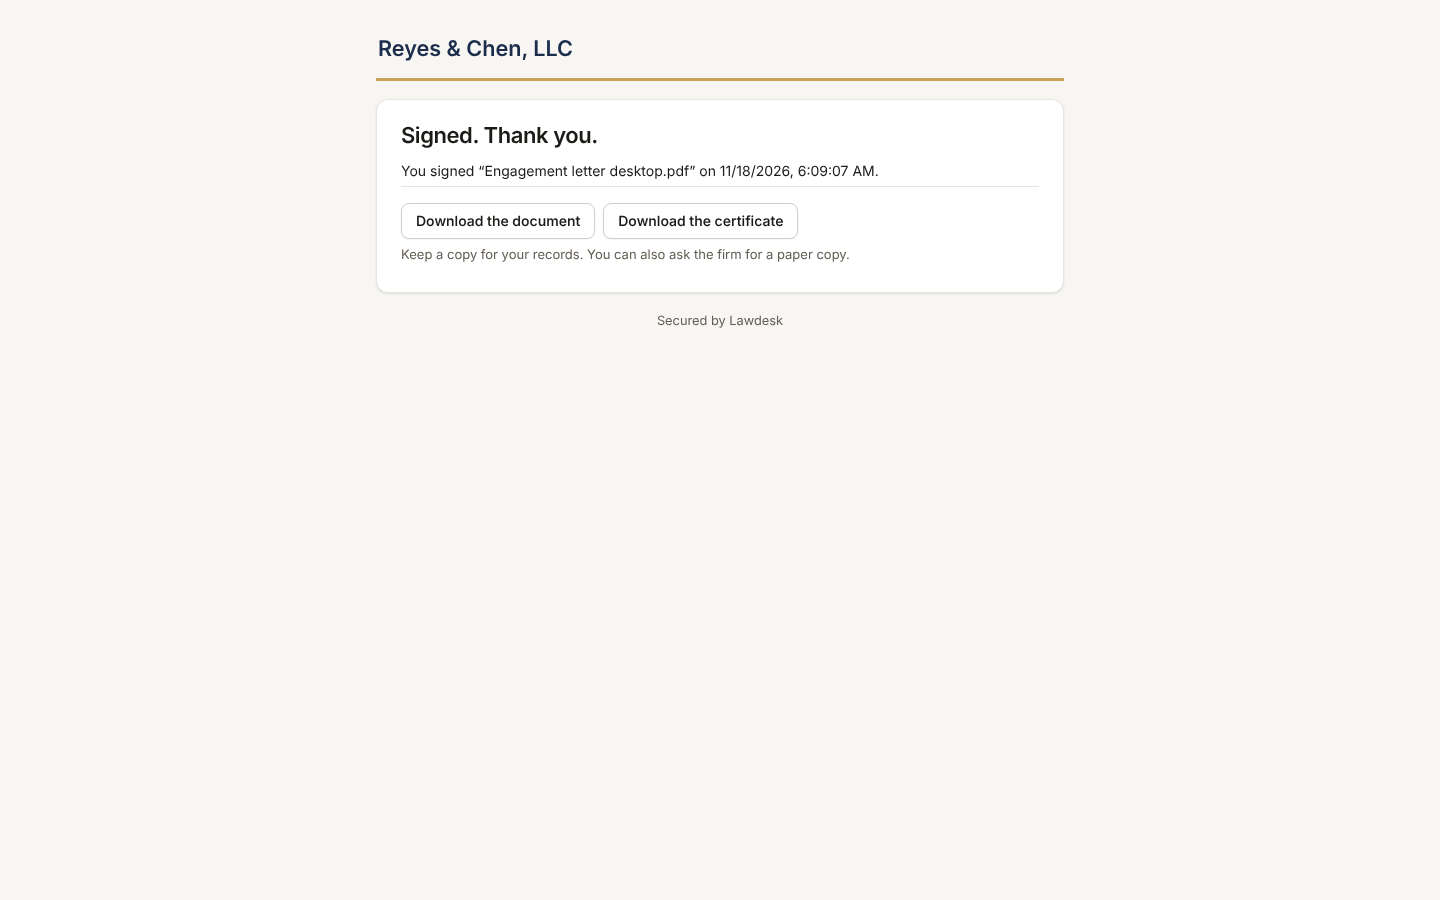 Reyes & Chen, LLC
Signed. Thank you.
You signed “Engagement letter desktop.pdf” on 11/18/2026, 6:09:07 AM.
Download the document
Download the certificate
Keep a copy for your records. You can also ask the firm for a paper copy.
Secured by Lawdesk